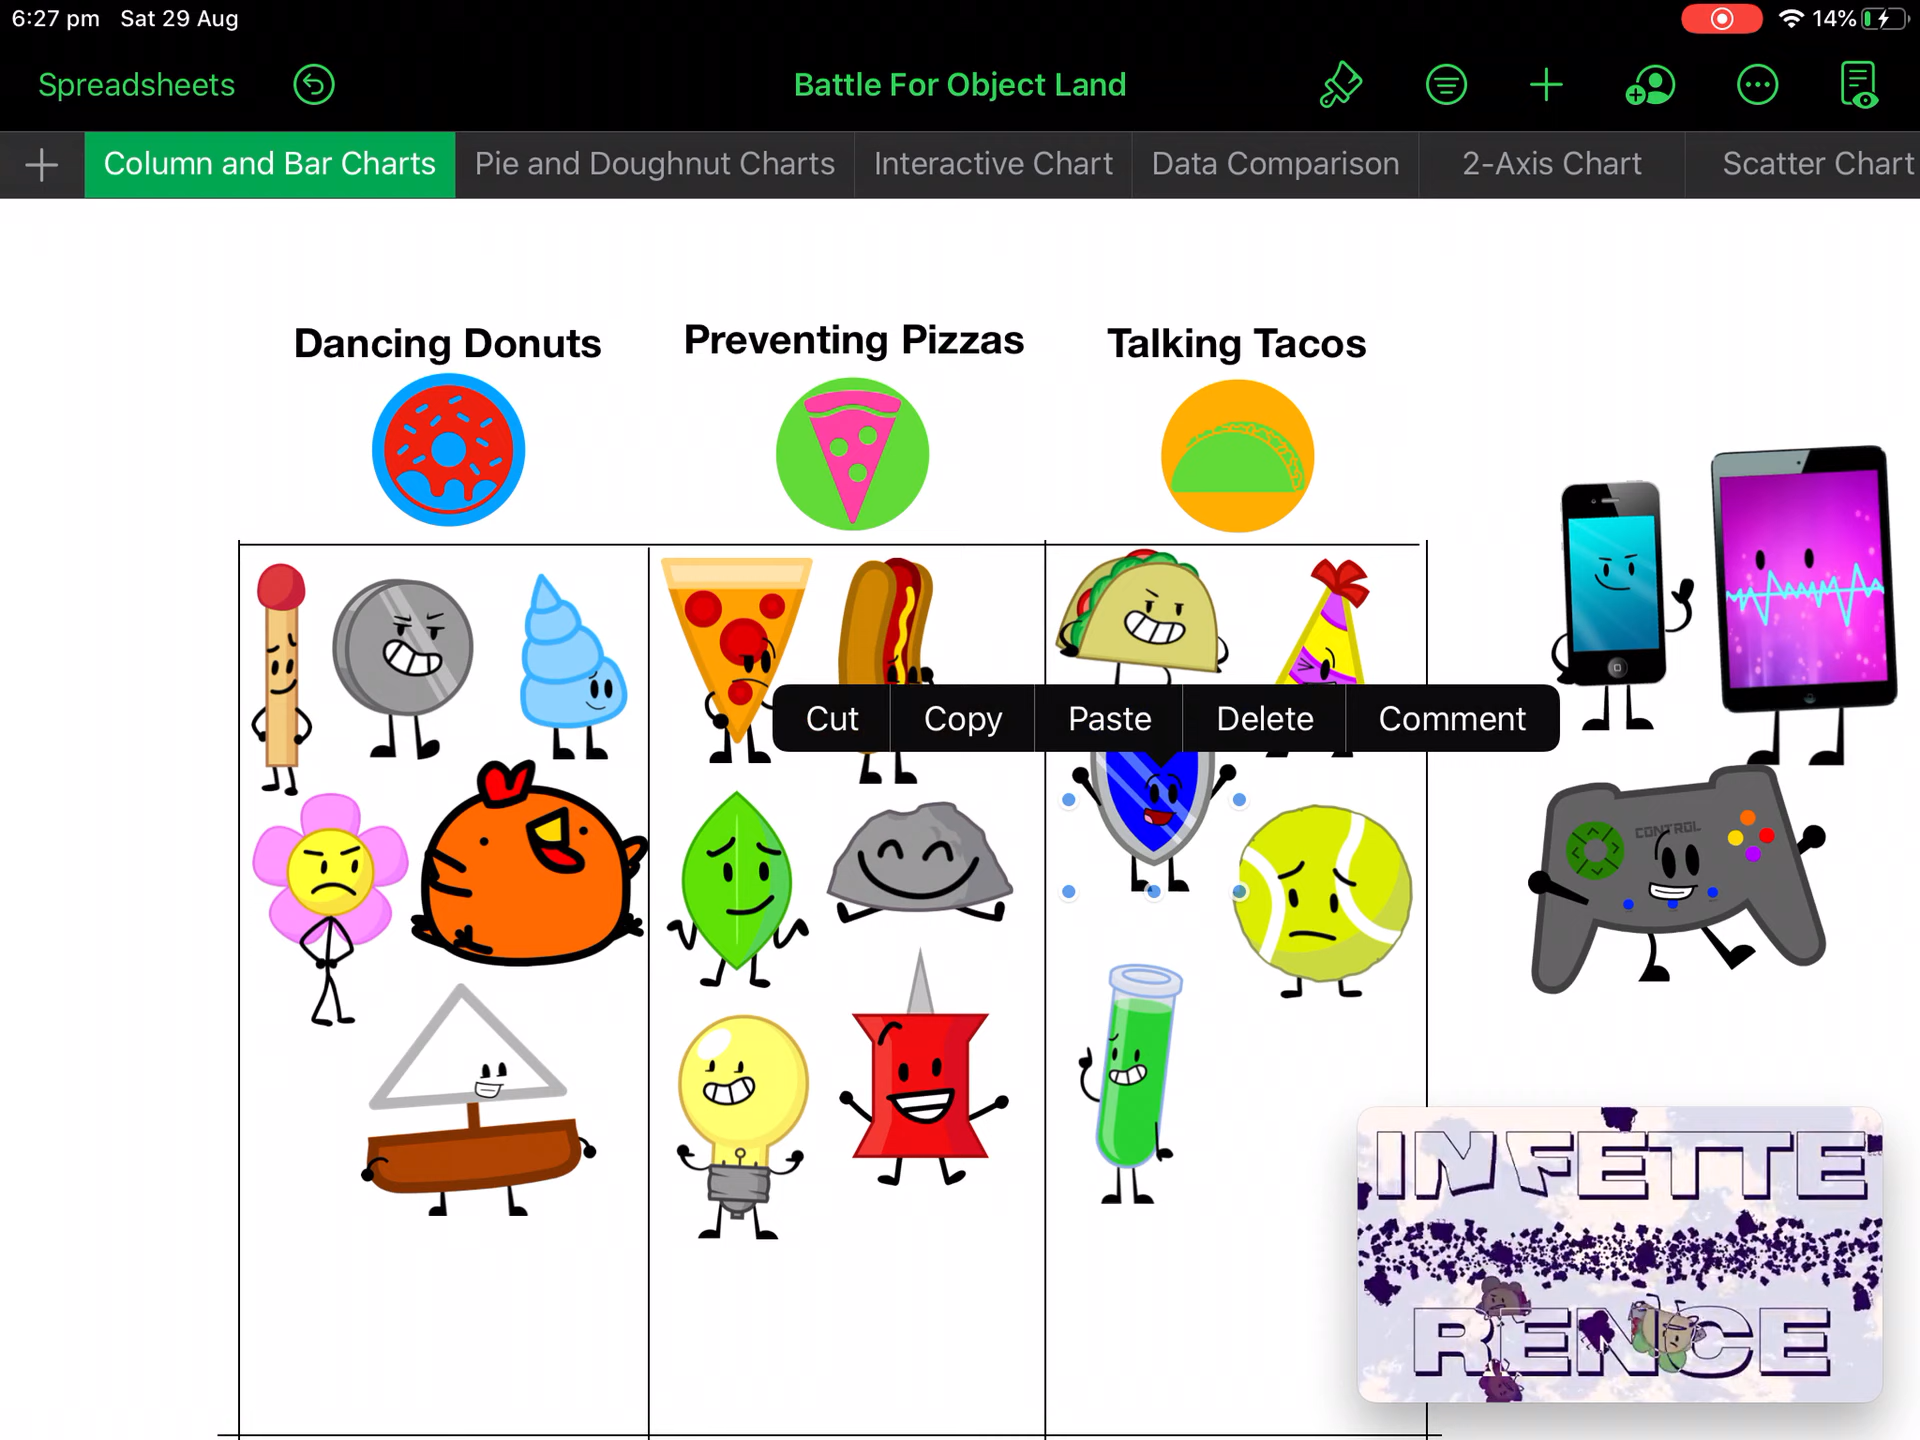 6:27 pm Sat 29 Aug
14%
Spreadsheets
Battle For Object Land
Column and Bar Charts
Pie and Doughnut Charts
Interactive Chart
Data Comparison
2-Axis Chart
Scatter Chart
Dancing Donuts
Preventing Pizzas
Talking Tacos
Cut
Copy
Paste
Delete
Comment
CONTROL
INFETTE
RENCE